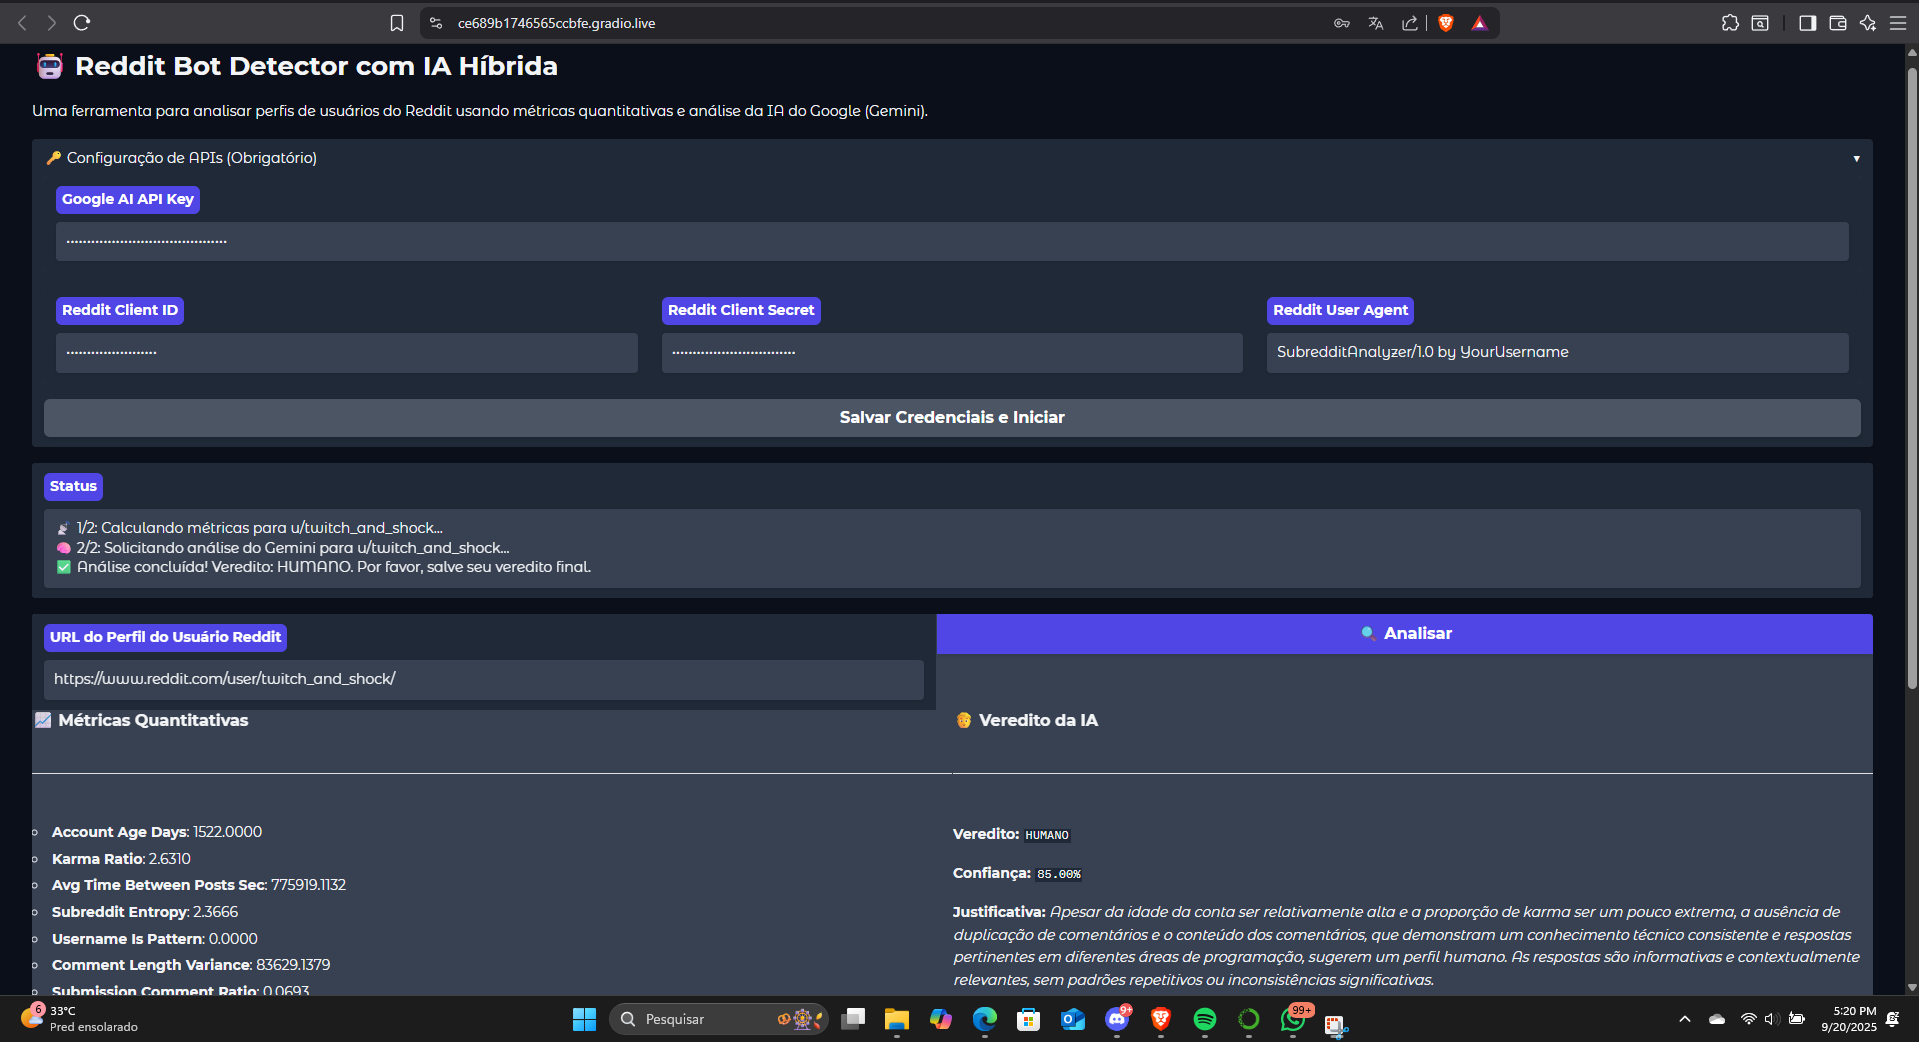 ce689b1746565ccbfe.gradio.live
Reddit Bot Detector com IA Híbrida
Uma ferramenta para analisar perfis de usuários do Reddit usando métricas quantitativas e análise da IA do Google (Gemini).
Configuração de APIs (Obrigatório)
Google AI API Key
Reddit Client ID
Reddit Client Secret
Reddit User Agent
SubredditAnalyzer/1.0 by YourUsername
Salvar Credenciais e Iniciar
Status
1/2: Calculando métricas para u/twitch_and_shock...
2/2: Solicitando análise do Gemini para u/twitch_and_shock...
Análise concluída! Veredito: HUMANO. Por favor, salve seu veredito final.
URL do Perfil do Usuário Reddit
https://www.reddit.com/user/twitch_and_shock/
Analisar
Métricas Quantitativas
Account Age Days: 1522.0000
Karma Ratio: 2.6310
Avg Time Between Posts Sec: 775919.1132
Subreddit Entropy: 2.3666
Username Is Pattern: 0.0000
Comment Length Variance: 83629.1379
Submission Comment Ratio: 0.0693
Veredito da IA
Veredito: HUMANO
Confiança: 85.00%
Justificativa: Apesar da idade da conta ser relativamente alta e a proporção de karma ser um pouco extrema, a ausência de
duplicação de comentários e o conteúdo dos comentários, que demonstram um conhecimento técnico consistente e respostas
pertinentes em diferentes áreas de programação, sugerem um perfil humano. As respostas são informativas e contextualmente
relevantes, sem padrões repetitivos ou inconsistências significativas.
6
33°C
Pred ensolarado
Pesquisar
9+
99+
5:20 PM
9/20/2025